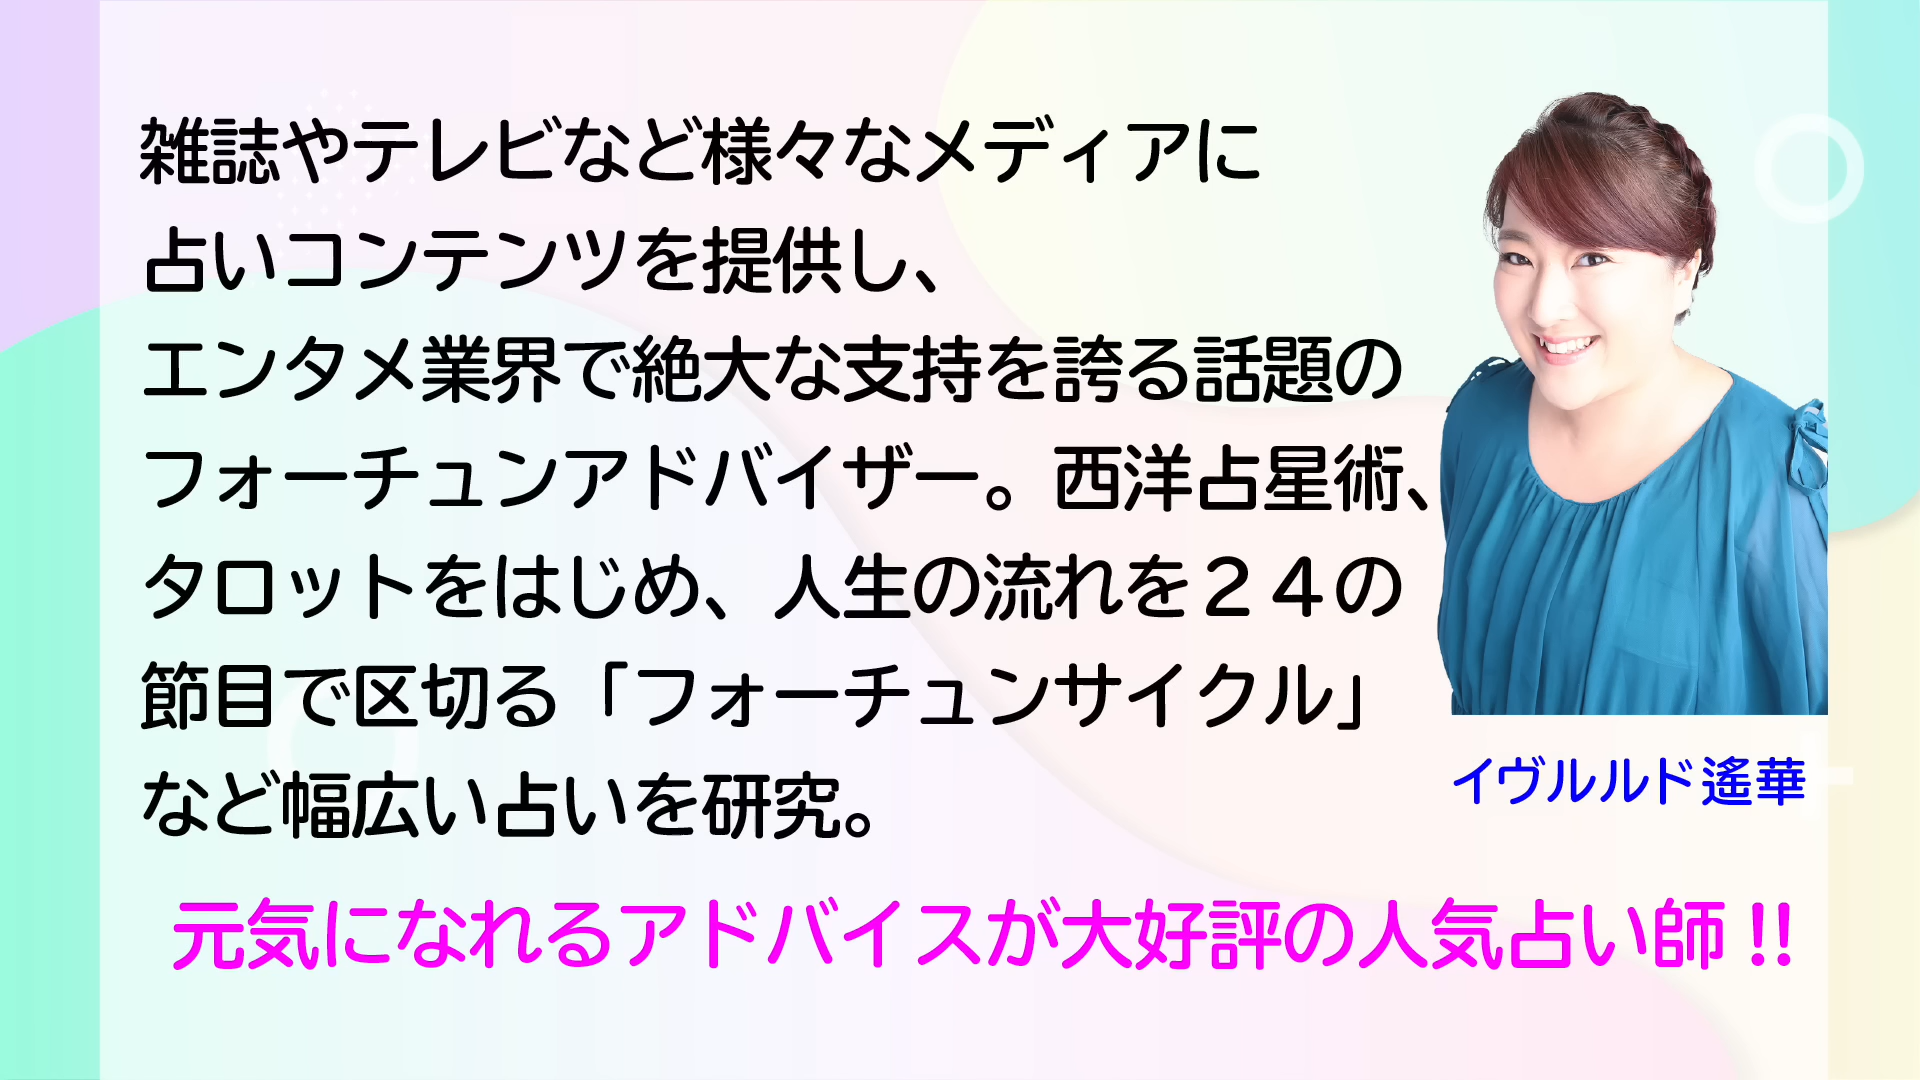 雑誌やテレビなど様々なメディアに
占いコンテンツを提供し、
エンタメ業界で絶大な支持を誇る話題の
フォーチュンアドバイザー。西洋占星術、
タロットをはじめ、人生の流れを２４の
節目で区切る「フォーチュンサイクル」
など幅広い占いを研究。
イヴルルド遙華
元気になれるアドバイスが大好評の人気占い師!!